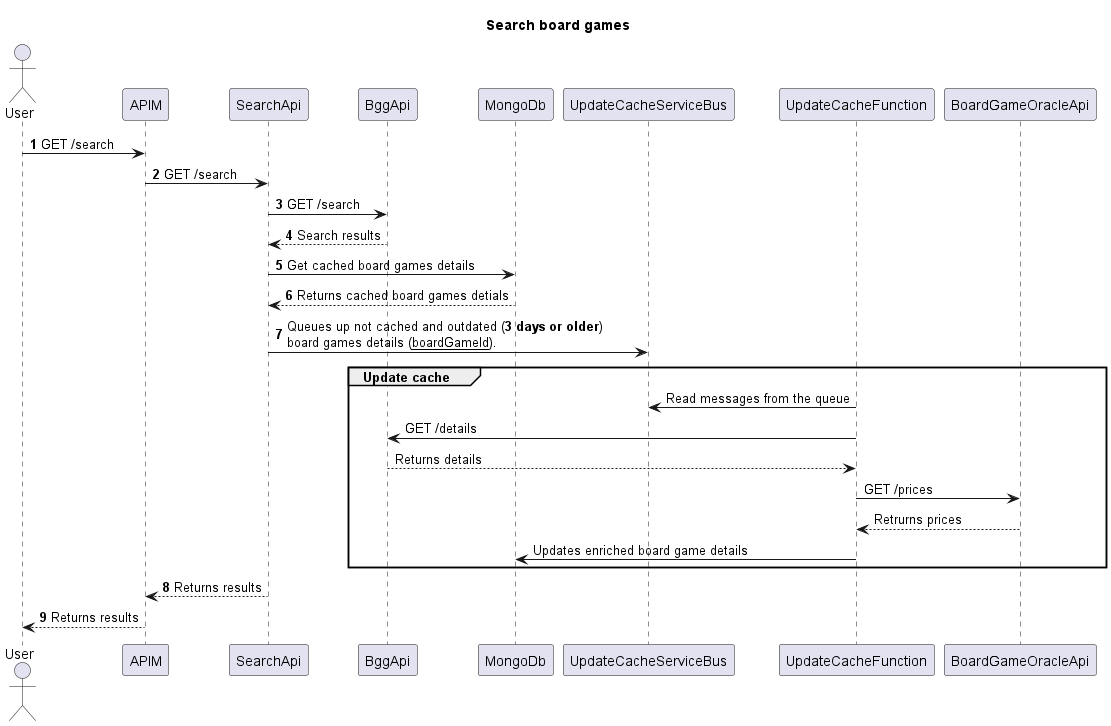 Search board games
User
APIM
SearchApi
BggApi
MongoDb
UpdateCacheServiceBus
UpdateCacheFunction
BoardGameOracleApi
1 GET /search
2 GET /search
3 GET /search
4 Search results
5 Get cached board games details
6 Returns cached board games detials
7 Queues up not cached and outdated (3 days or older)
board games details (boardGameId).
Update cache
Read messages from the queue
GET /details
Returns details
GET /prices
Retrurns prices
Updates enriched board game details
8 Returns results
9 Returns results
User
APIM
SearchApi
BggApi
MongoDb
UpdateCacheServiceBus
UpdateCacheFunction
BoardGameOracleApi